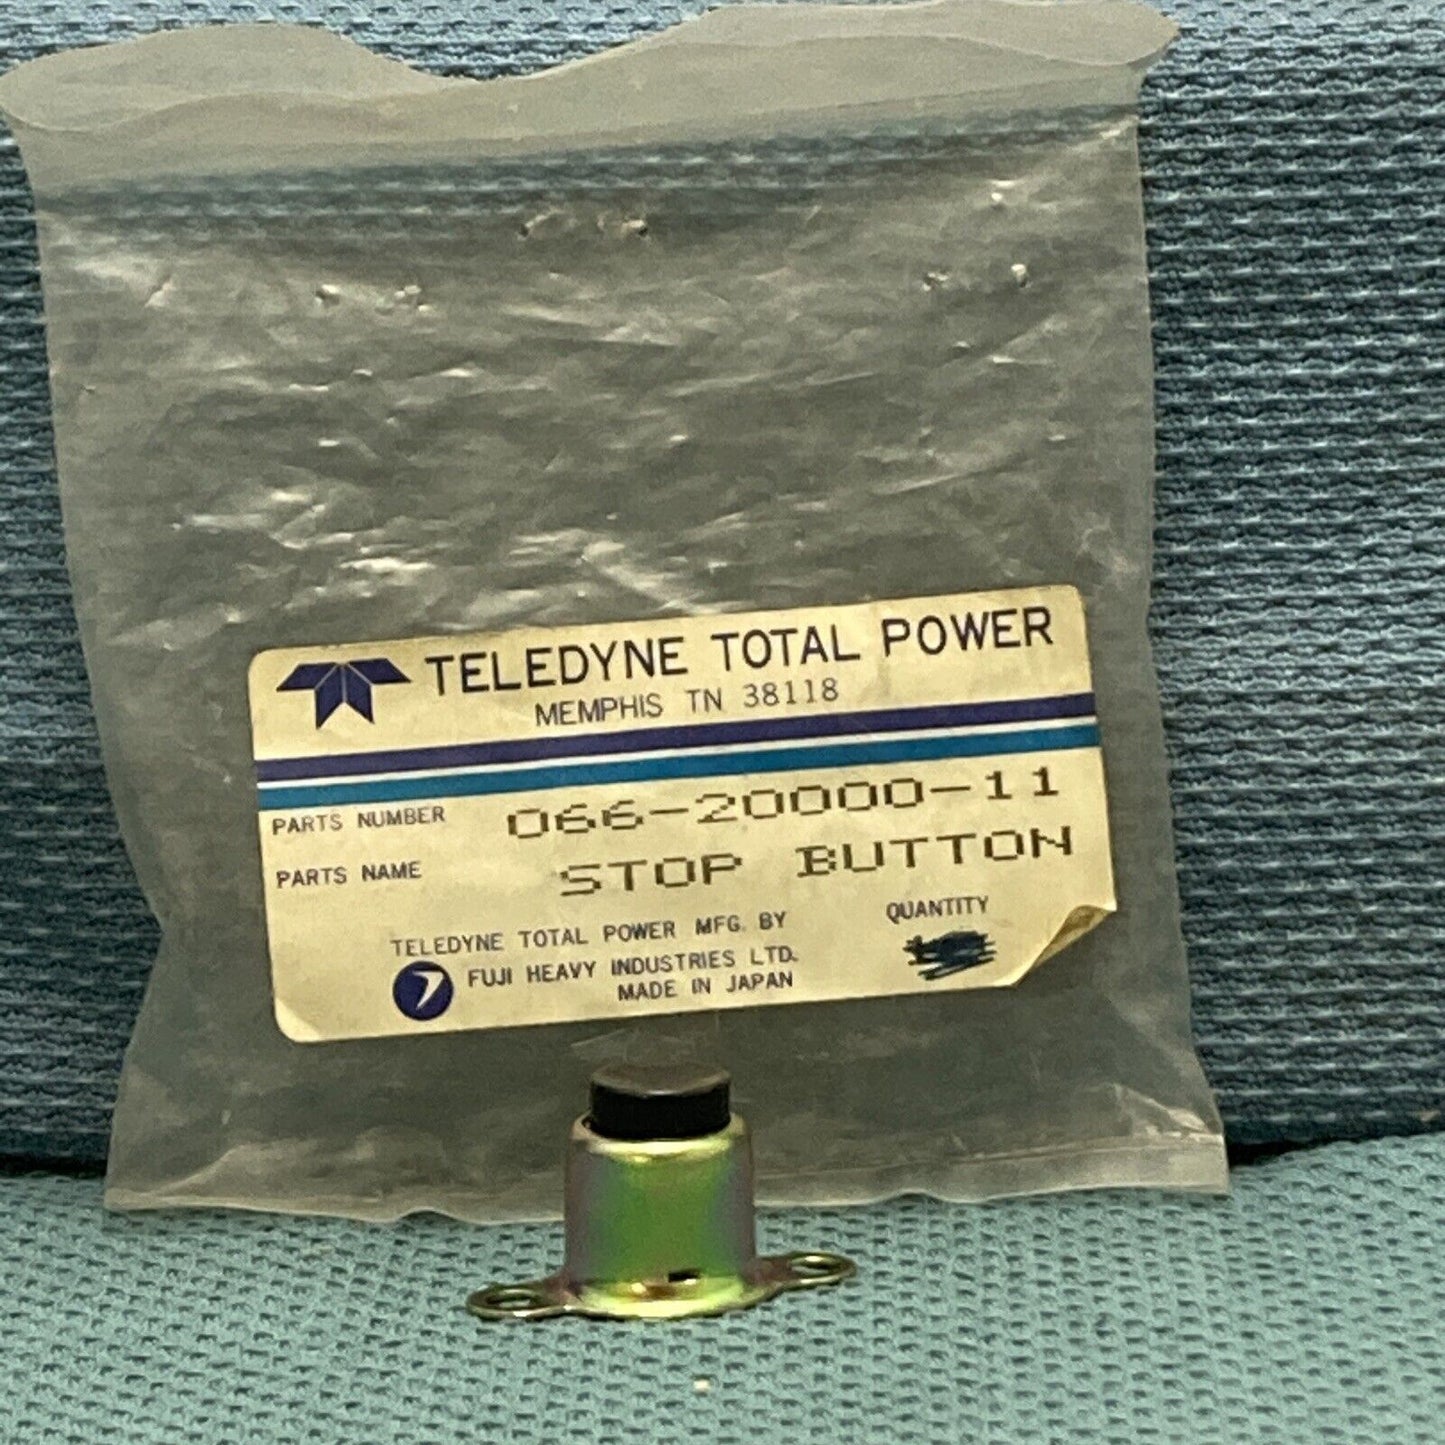 TELEDYNE TOTAL POWER
MEMPHIS TN 38118
PARTS NUMBER 066-20000-11
PARTS NAME STOP BUTTON
TELEDYNE TOTAL POWER MFG. BY
FUJI HEAVY INDUSTRIES LTD.
MADE IN JAPAN
QUANTITY